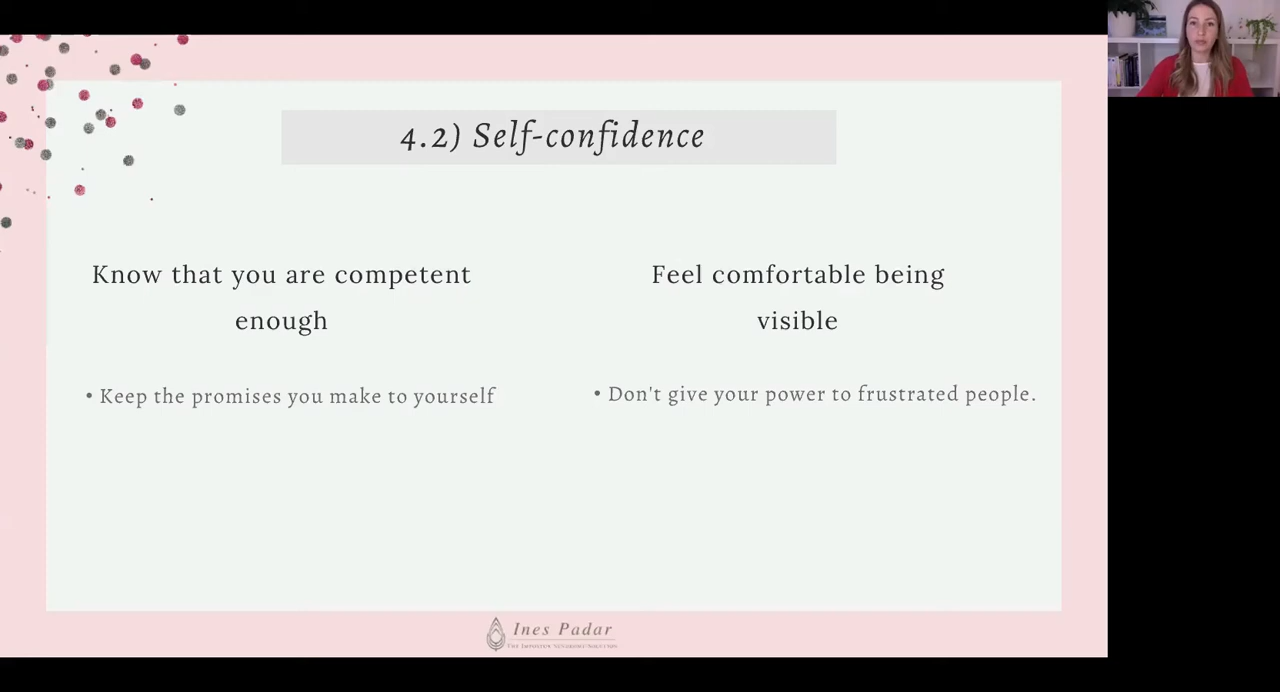 4.2) Self-confidence
Know that you are competent
enough
• Keep the promises you make to yourself
Feel comfortable being
visible
• Don't give your power to frustrated people.
Ines Padar